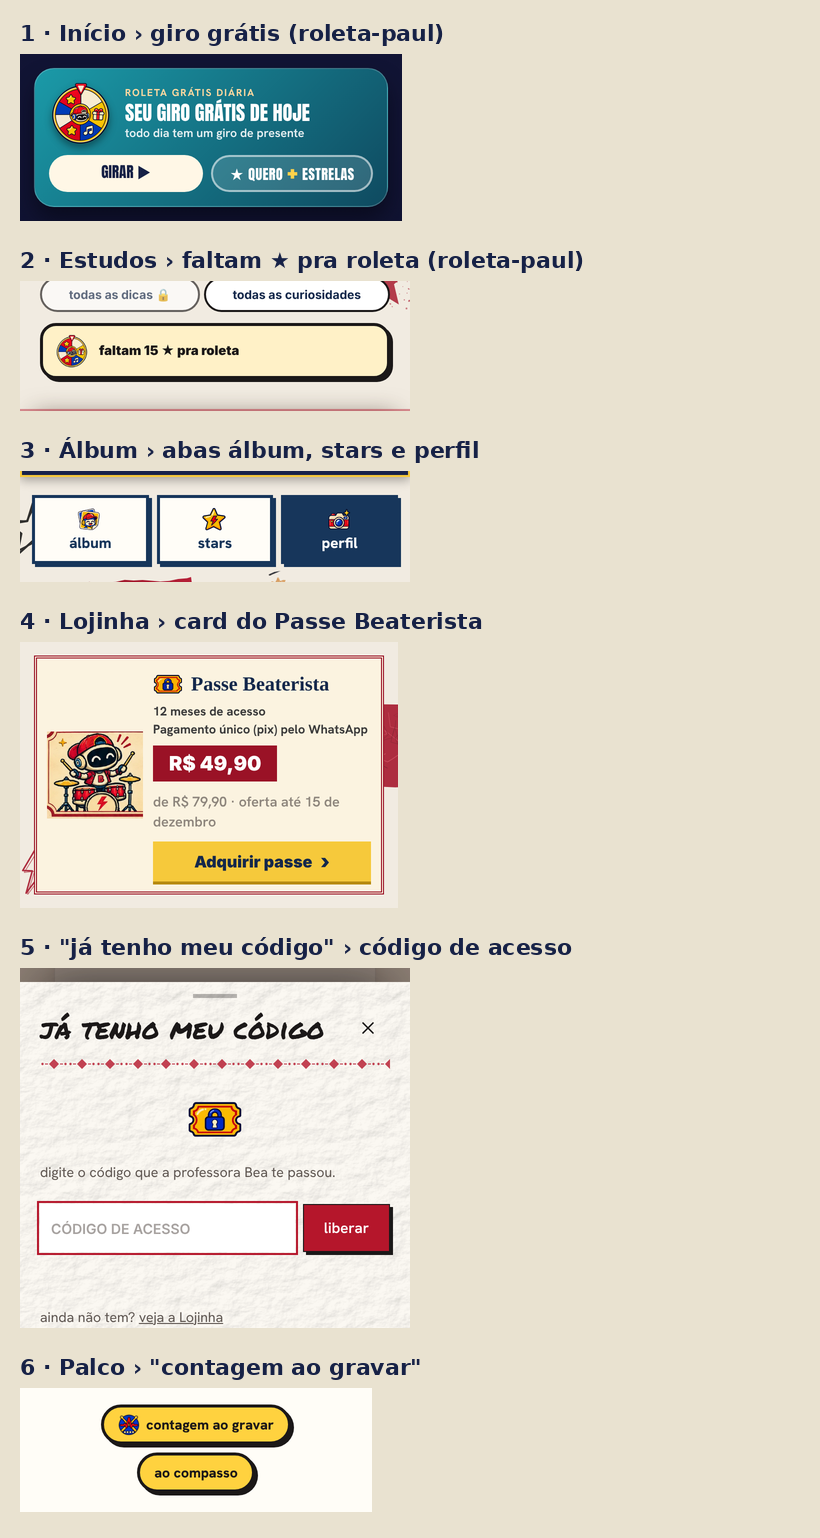 1 · Início › giro grátis (roleta-paul)
ROLETA GRÁTIS DIÁRIA
SEU GIRO GRÁTIS DE HOJE
todo dia tem um giro de presente
GIRAR ▶
★ QUERO + ESTRELAS
2 · Estudos › faltam ★ pra roleta (roleta-paul)
todas as dicas 🔒
todas as curiosidades
faltam 15 ★ pra roleta
3 · Álbum › abas álbum, stars e perfil
álbum
stars
perfil
4 · Lojinha › card do Passe Beaterista
Passe Beaterista
12 meses de acesso
Pagamento único (pix) pelo WhatsApp
R$ 49,90
de R$ 79,90 · oferta até 15 de
dezembro
Adquirir passe ›
5 · "já tenho meu código" › código de acesso
JÁ TENHO MEU CÓDIGO
digite o código que a professora Bea te passou.
CÓDIGO DE ACESSO
liberar
ainda não tem? veja a Lojinha
6 · Palco › "contagem ao gravar"
contagem ao gravar
ao compasso